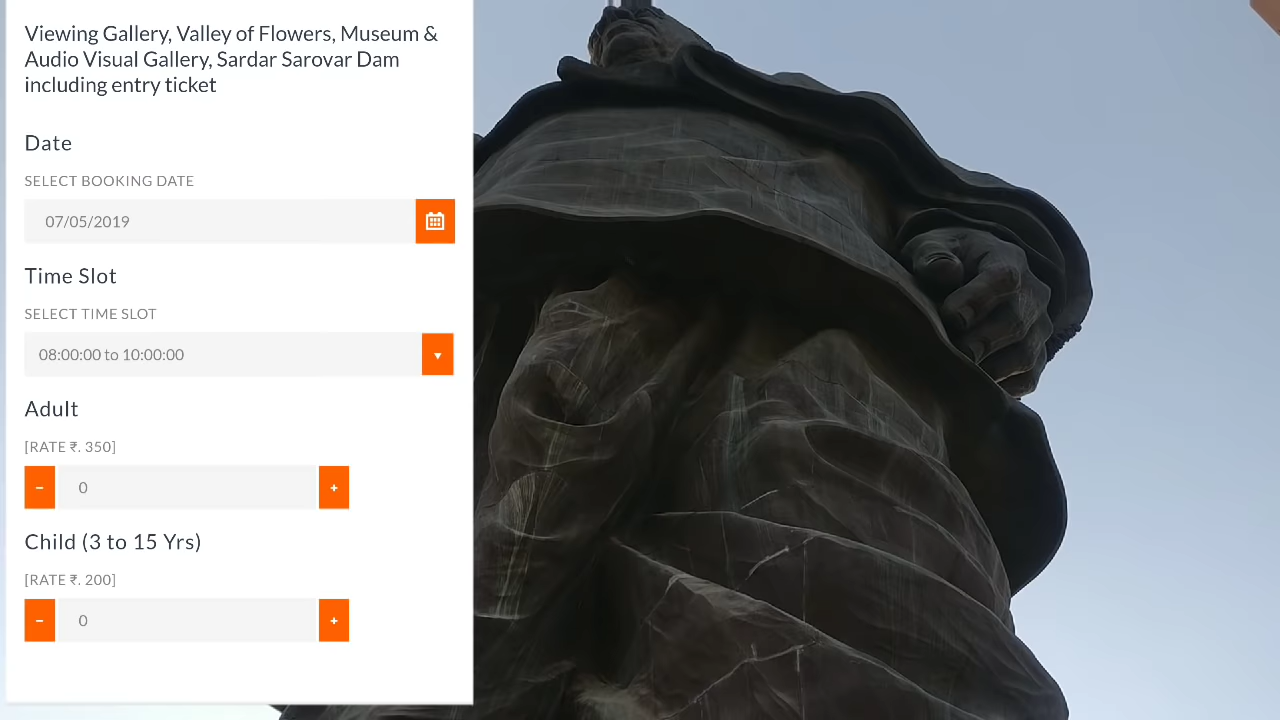 Viewing Gallery, Valley of Flowers, Museum &
Audio Visual Gallery, Sardar Sarovar Dam
including entry ticket
Date
SELECT BOOKING DATE
07/05/2019
Time Slot
SELECT TIME SLOT
08:00:00 to 10:00:00
Adult
[RATE ₹. 350]
− 0 +
Child (3 to 15 Yrs)
[RATE ₹. 200]
− 0 +